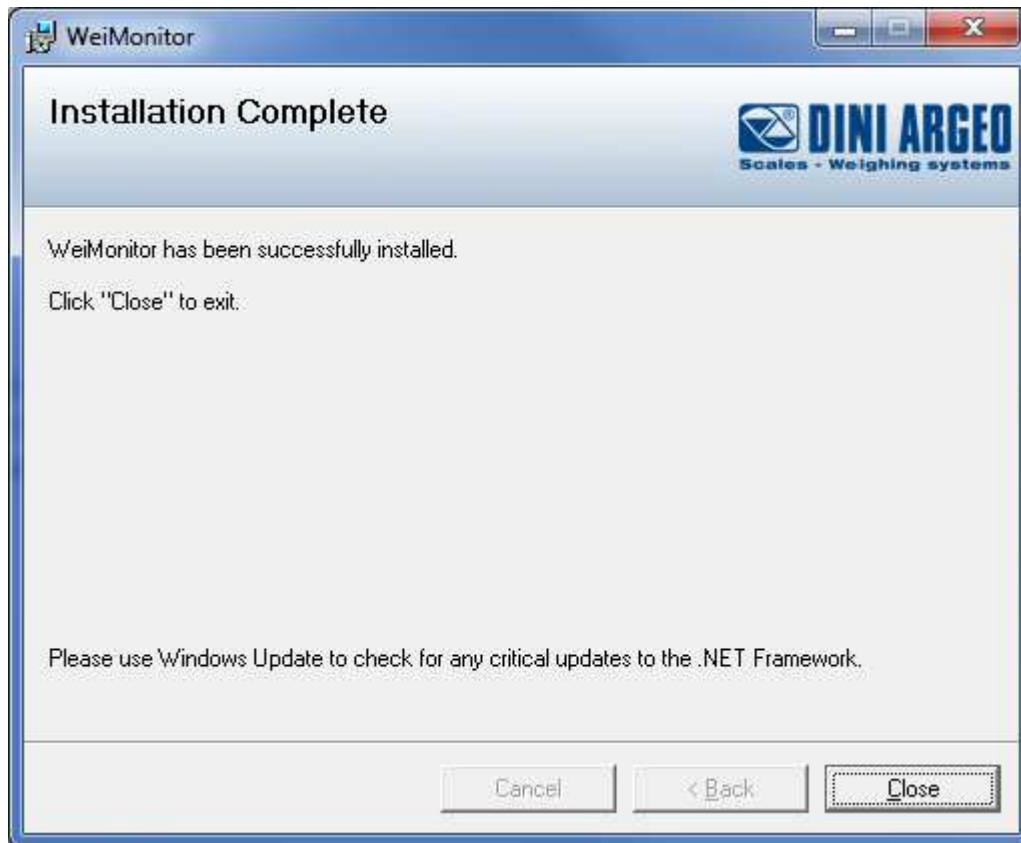 WeiMonitor
Installation Complete
DINI ARGEO
Scales - Weighing systems
WeiMonitor has been successfully installed.
Click "Close" to exit.
Please use Windows Update to check for any critical updates to the .NET Framework.
Cancel
< Back
Close